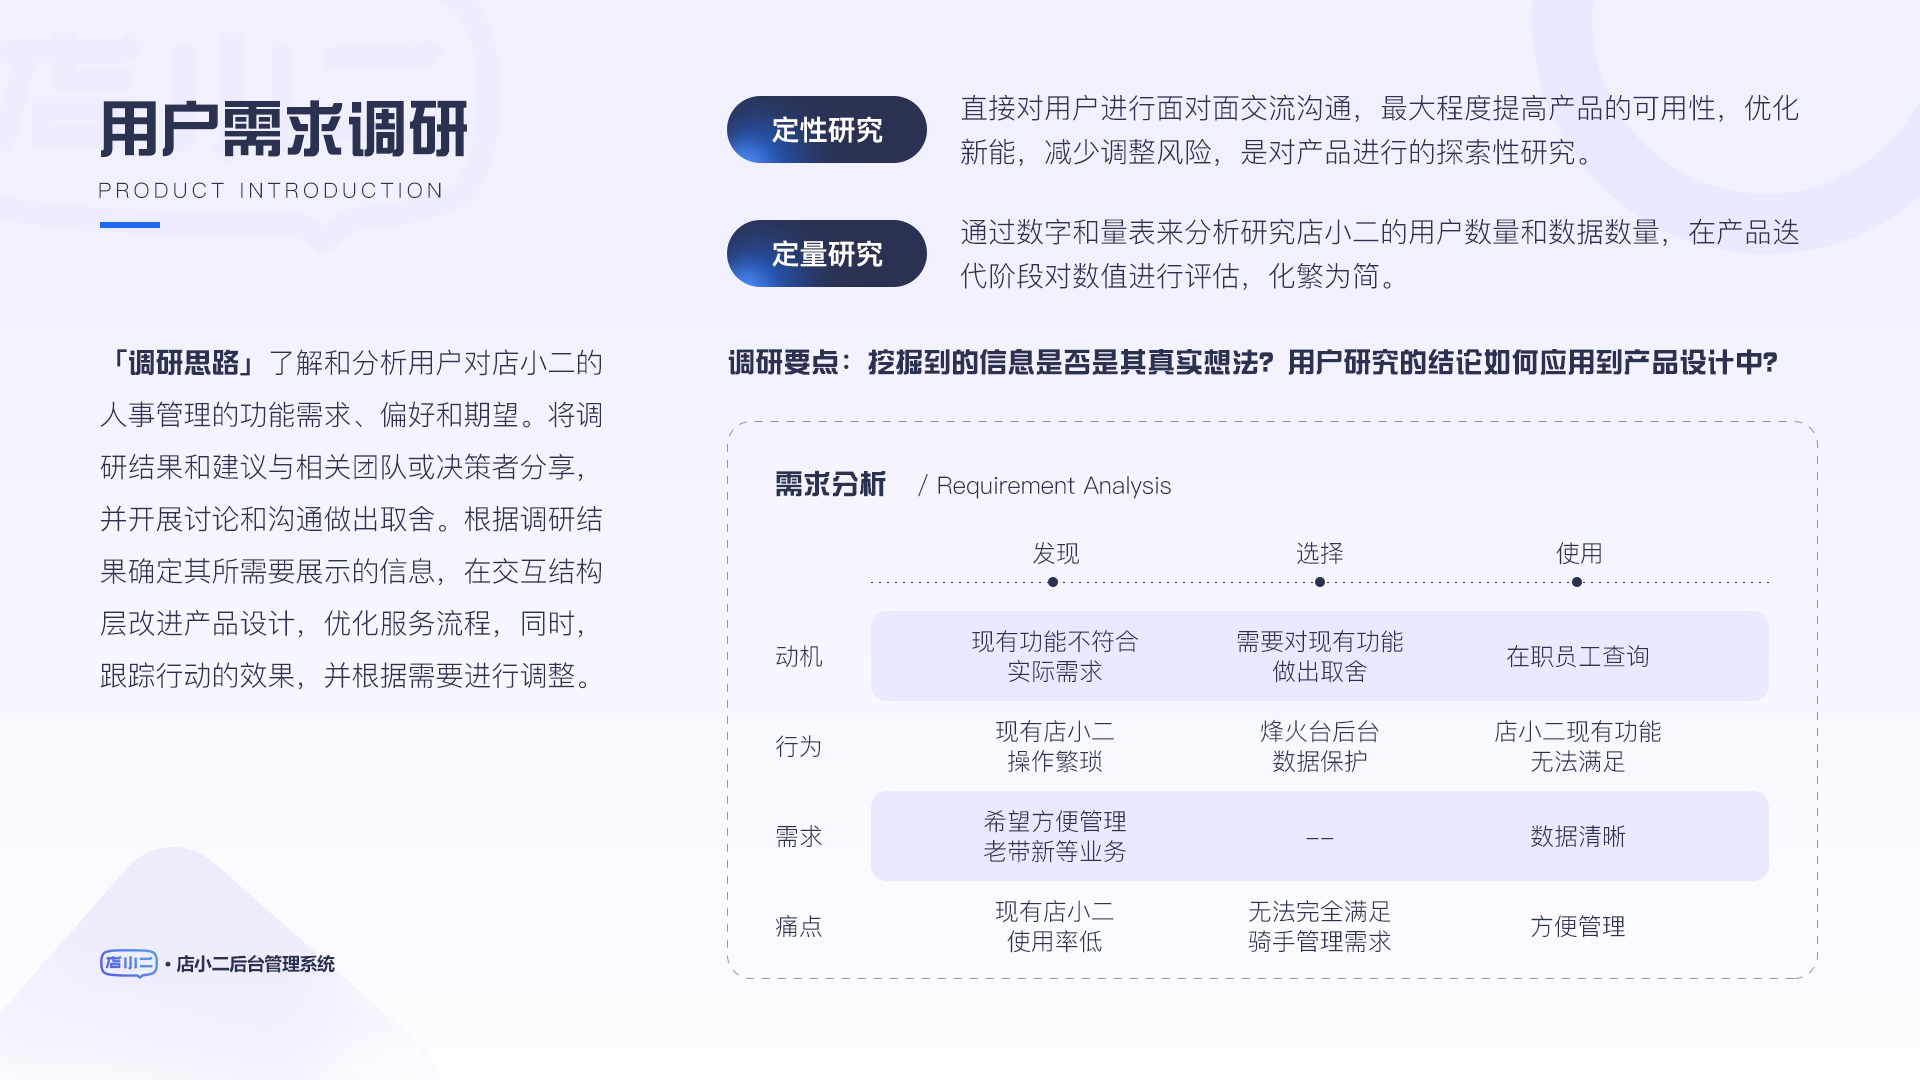 用户需求调研
PRODUCT INTRODUCTION
「调研思路」了解和分析用户对店小二的
人事管理的功能需求、偏好和期望。将调
研结果和建议与相关团队或决策者分享，
并开展讨论和沟通做出取舍。根据调研结
果确定其所需要展示的信息，在交互结构
层改进产品设计，优化服务流程，同时，
跟踪行动的效果，并根据需要进行调整。
定性研究
直接对用户进行面对面交流沟通，最大程度提高产品的可用性，优化
新能，减少调整风险，是对产品进行的探索性研究。
定量研究
通过数字和量表来分析研究店小二的用户数量和数据数量，在产品迭
代阶段对数值进行评估，化繁为简。
调研要点：挖掘到的信息是否是其真实想法？用户研究的结论如何应用到产品设计中?
需求分析 / Requirement Analysis
发现 选择 使用
动机
现有功能不符合
实际需求
需要对现有功能
做出取舍
在职员工查询
行为
现有店小二
操作繁琐
烽火台后台
数据保护
店小二现有功能
无法满足
需求
希望方便管理
老带新等业务
--
数据清晰
痛点
现有店小二
使用率低
无法完全满足
骑手管理需求
方便管理
店小二 · 店小二后台管理系统
店小二